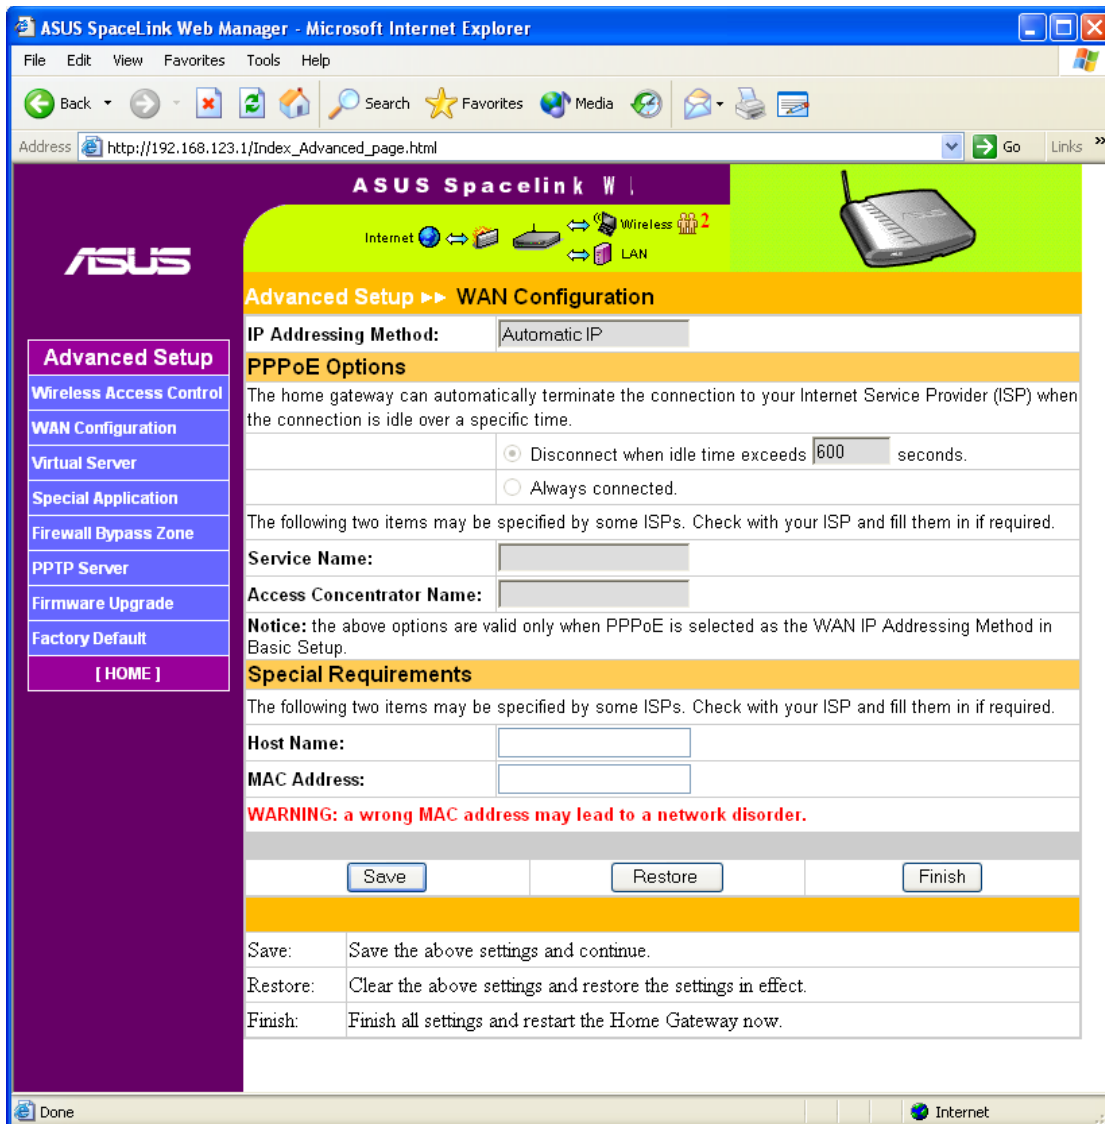 ASUS SpaceLink Web Manager - Microsoft Internet Explorer
File Edit View Favorites Tools Help
Back Search Favorites Media
Address http://192.168.123.1/Index_Advanced_page.html Go Links »
ASUS Spacelink W
Internet Wireless 2
LAN
ASUS
Advanced Setup ►► WAN Configuration
IP Addressing Method: Automatic IP
Advanced Setup
Wireless Access Control
WAN Configuration
Virtual Server
Special Application
Firewall Bypass Zone
PPTP Server
Firmware Upgrade
Factory Default
[ HOME ]
PPPoE Options
The home gateway can automatically terminate the connection to your Internet Service Provider (ISP) when
the connection is idle over a specific time.
Disconnect when idle time exceeds 600 seconds.
Always connected.
The following two items may be specified by some ISPs. Check with your ISP and fill them in if required.
Service Name:
Access Concentrator Name:
Notice: the above options are valid only when PPPoE is selected as the WAN IP Addressing Method in
Basic Setup.
Special Requirements
The following two items may be specified by some ISPs. Check with your ISP and fill them in if required.
Host Name:
MAC Address:
WARNING: a wrong MAC address may lead to a network disorder.
Save Restore Finish
Save: Save the above settings and continue.
Restore: Clear the above settings and restore the settings in effect.
Finish: Finish all settings and restart the Home Gateway now.
Done Internet